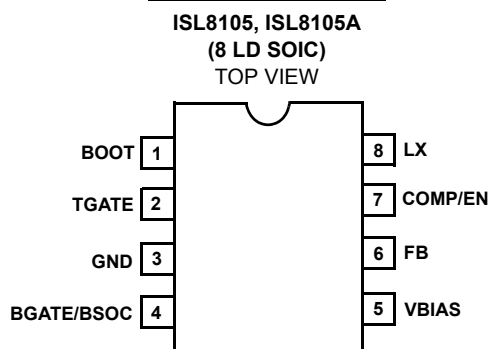 ISL8105, ISL8105A
(8 LD SOIC)
TOP VIEW
BOOT 1 8 LX
TGATE 2 7 COMP/EN
GND 3 6 FB
BGATE/BSOC 4 5 VBIAS